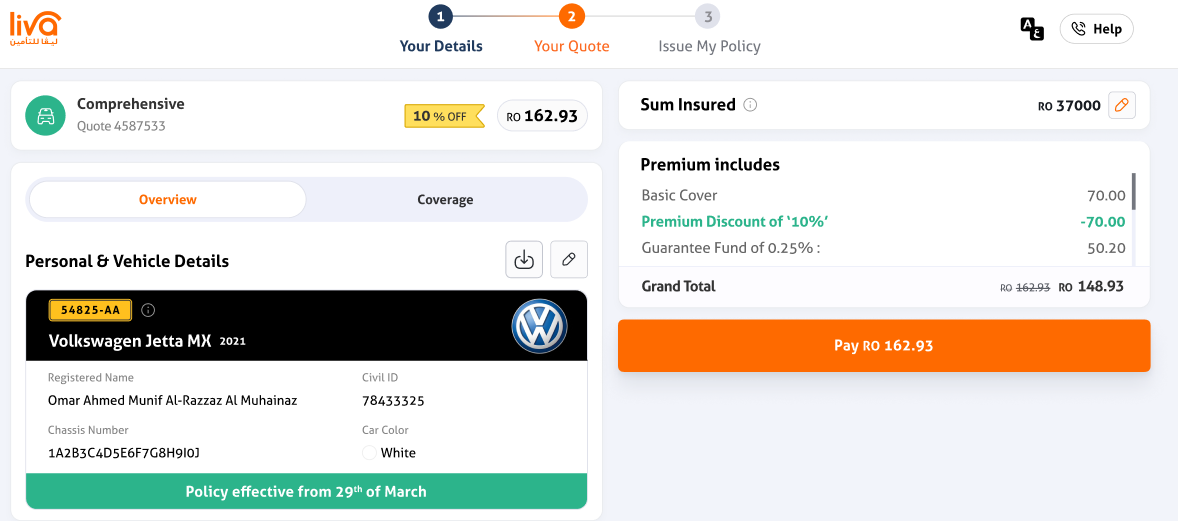 liva
ليڤا للتأمين
1
2
3
Your Details
Your Quote
Issue My Policy
A
ع
Help
Comprehensive
Quote 4587533
10 % OFF
RO 162.93
Overview
Coverage
Personal & Vehicle Details
54825-AA
Volkswagen Jetta MX 2021
Registered Name
Civil ID
Omar Ahmed Munif Al-Razzaz Al Muhainaz
78433325
Chassis Number
Car Color
1A2B3C4D5E6F7G8H9I0J
White
Policy effective from 29th of March
Sum Insured
RO 37000
Premium includes
Basic Cover 70.00
Premium Discount of ‘10%’ -70.00
Guarantee Fund of 0.25% : 50.20
Grand Total RO 162.93 RO 148.93
Pay RO 162.93